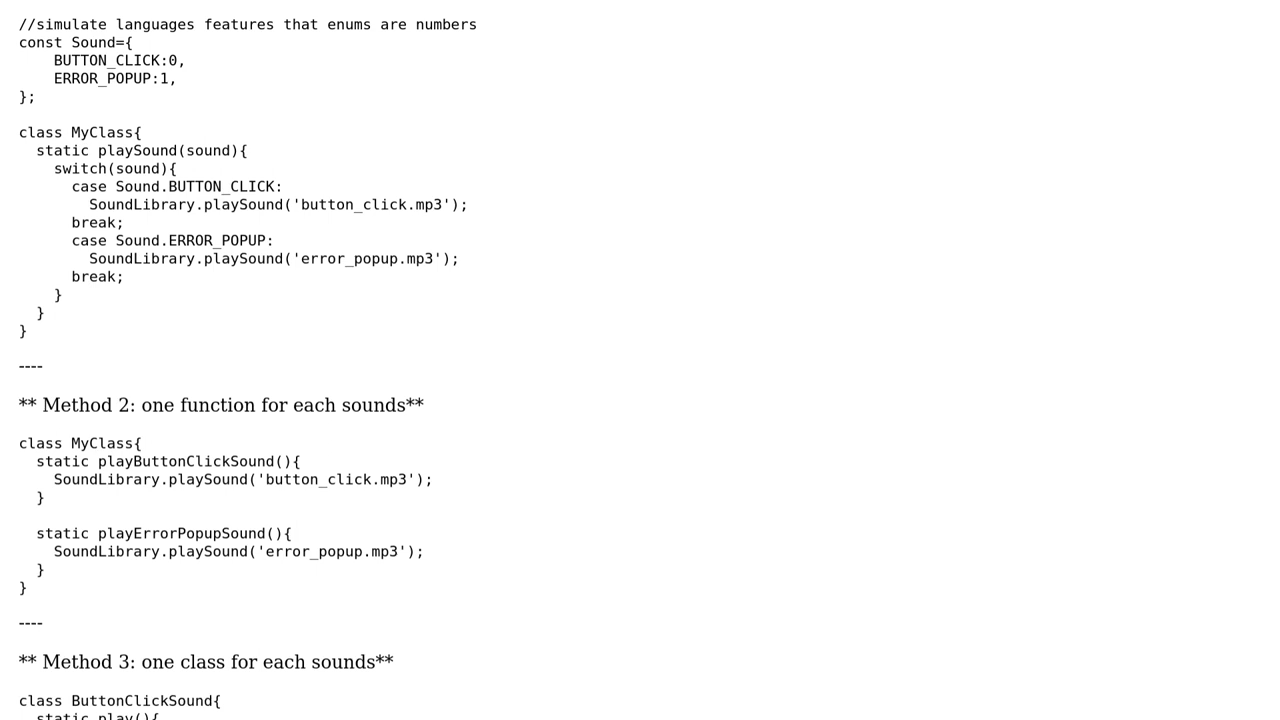 //simulate languages features that enums are numbers
const Sound={
    BUTTON_CLICK:0,
    ERROR_POPUP:1,
};

class MyClass{
  static playSound(sound){
    switch(sound){
      case Sound.BUTTON_CLICK:
        SoundLibrary.playSound('button_click.mp3');
      break;
      case Sound.ERROR_POPUP:
        SoundLibrary.playSound('error_popup.mp3');
      break;
    }
  }
}

----

** Method 2: one function for each sounds**

class MyClass{
  static playButtonClickSound(){
    SoundLibrary.playSound('button_click.mp3');
  }

  static playErrorPopupSound(){
    SoundLibrary.playSound('error_popup.mp3');
  }
}

----

** Method 3: one class for each sounds**

class ButtonClickSound{
  static play(){